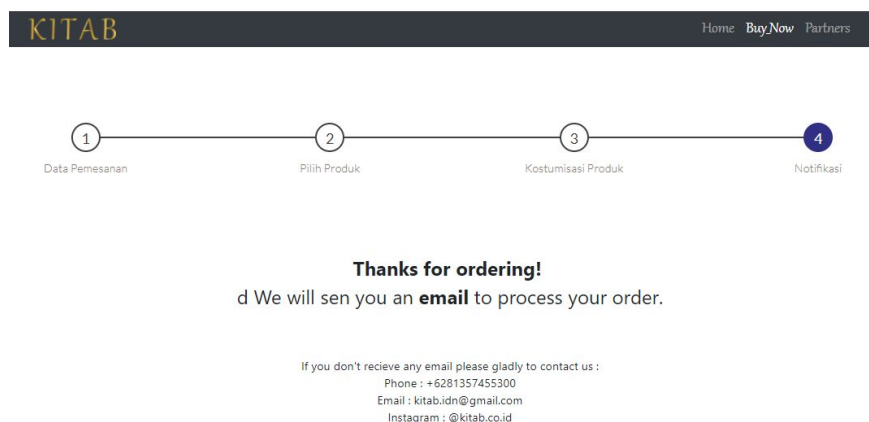 KITAB
Home Buy Now Partners
1 2 3 4
Data Pemesanan Pilih Produk Kostumisasi Produk Notifikasi
Thanks for ordering!
d We will sen you an email to process your order.
If you don't recieve any email please gladly to contact us :
Phone : +6281357455300
Email : kitab.idn@gmail.com
Instagram : @kitab.co.id